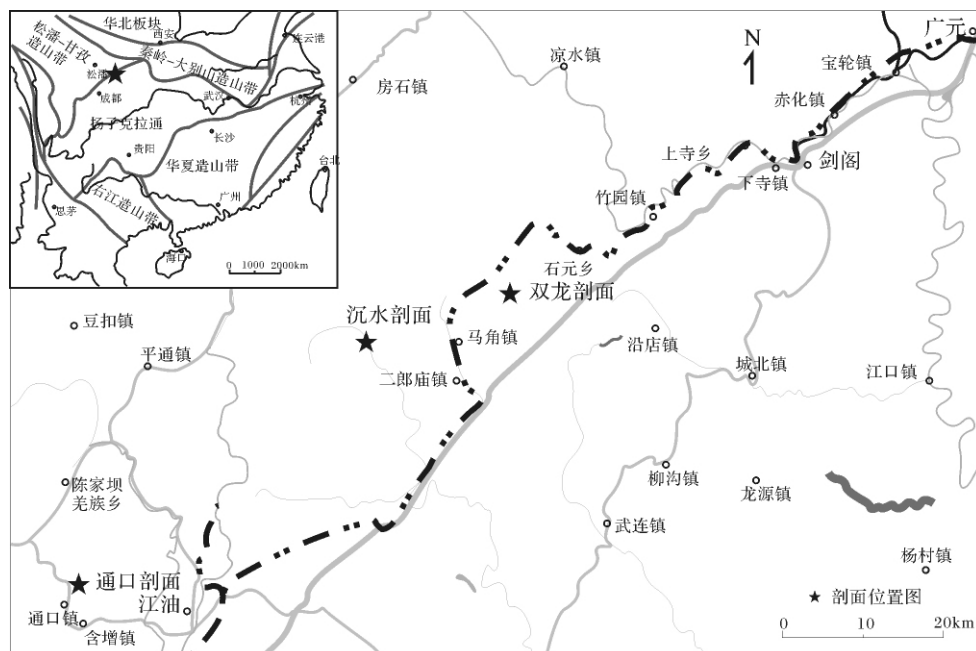 华北板块
西安
连云港
松潘-甘孜
造山带
秦岭-大别山造山带
松潘
成都
武汉
杭州
扬子克拉通
长沙
贵阳
华夏造山带
台北
右江造山带
广州
思茅
海口
0 1000 2000km
N
广元
宝轮镇
凉水镇
房石镇
赤化镇
上寺乡
剑阁
下寺镇
竹园镇
石元乡
双龙剖面
沉水剖面
豆扣镇
马角镇
沿店镇
平通镇
城北镇
二郎庙镇
江口镇
陈家坝
羌族乡
柳沟镇
龙源镇
武连镇
杨村镇
通口剖面
江油
通口镇
含增镇
剖面位置图
0 10 20km